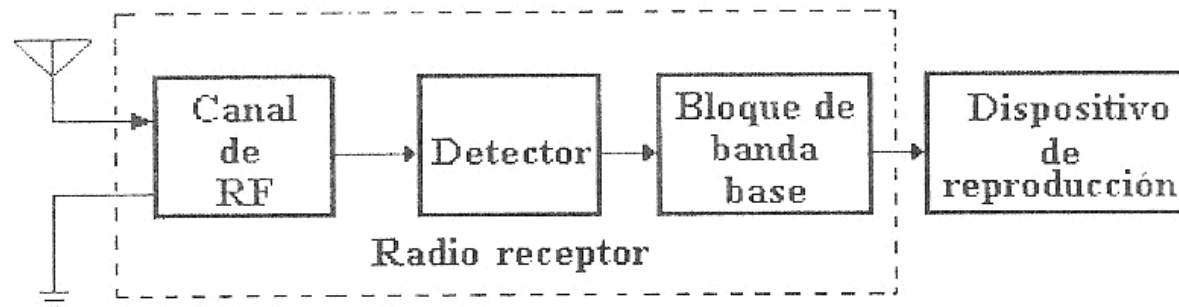 Canal
de
RF
Detector
Bloque de
banda
base
Dispositivo
de
reproducción
Radio receptor